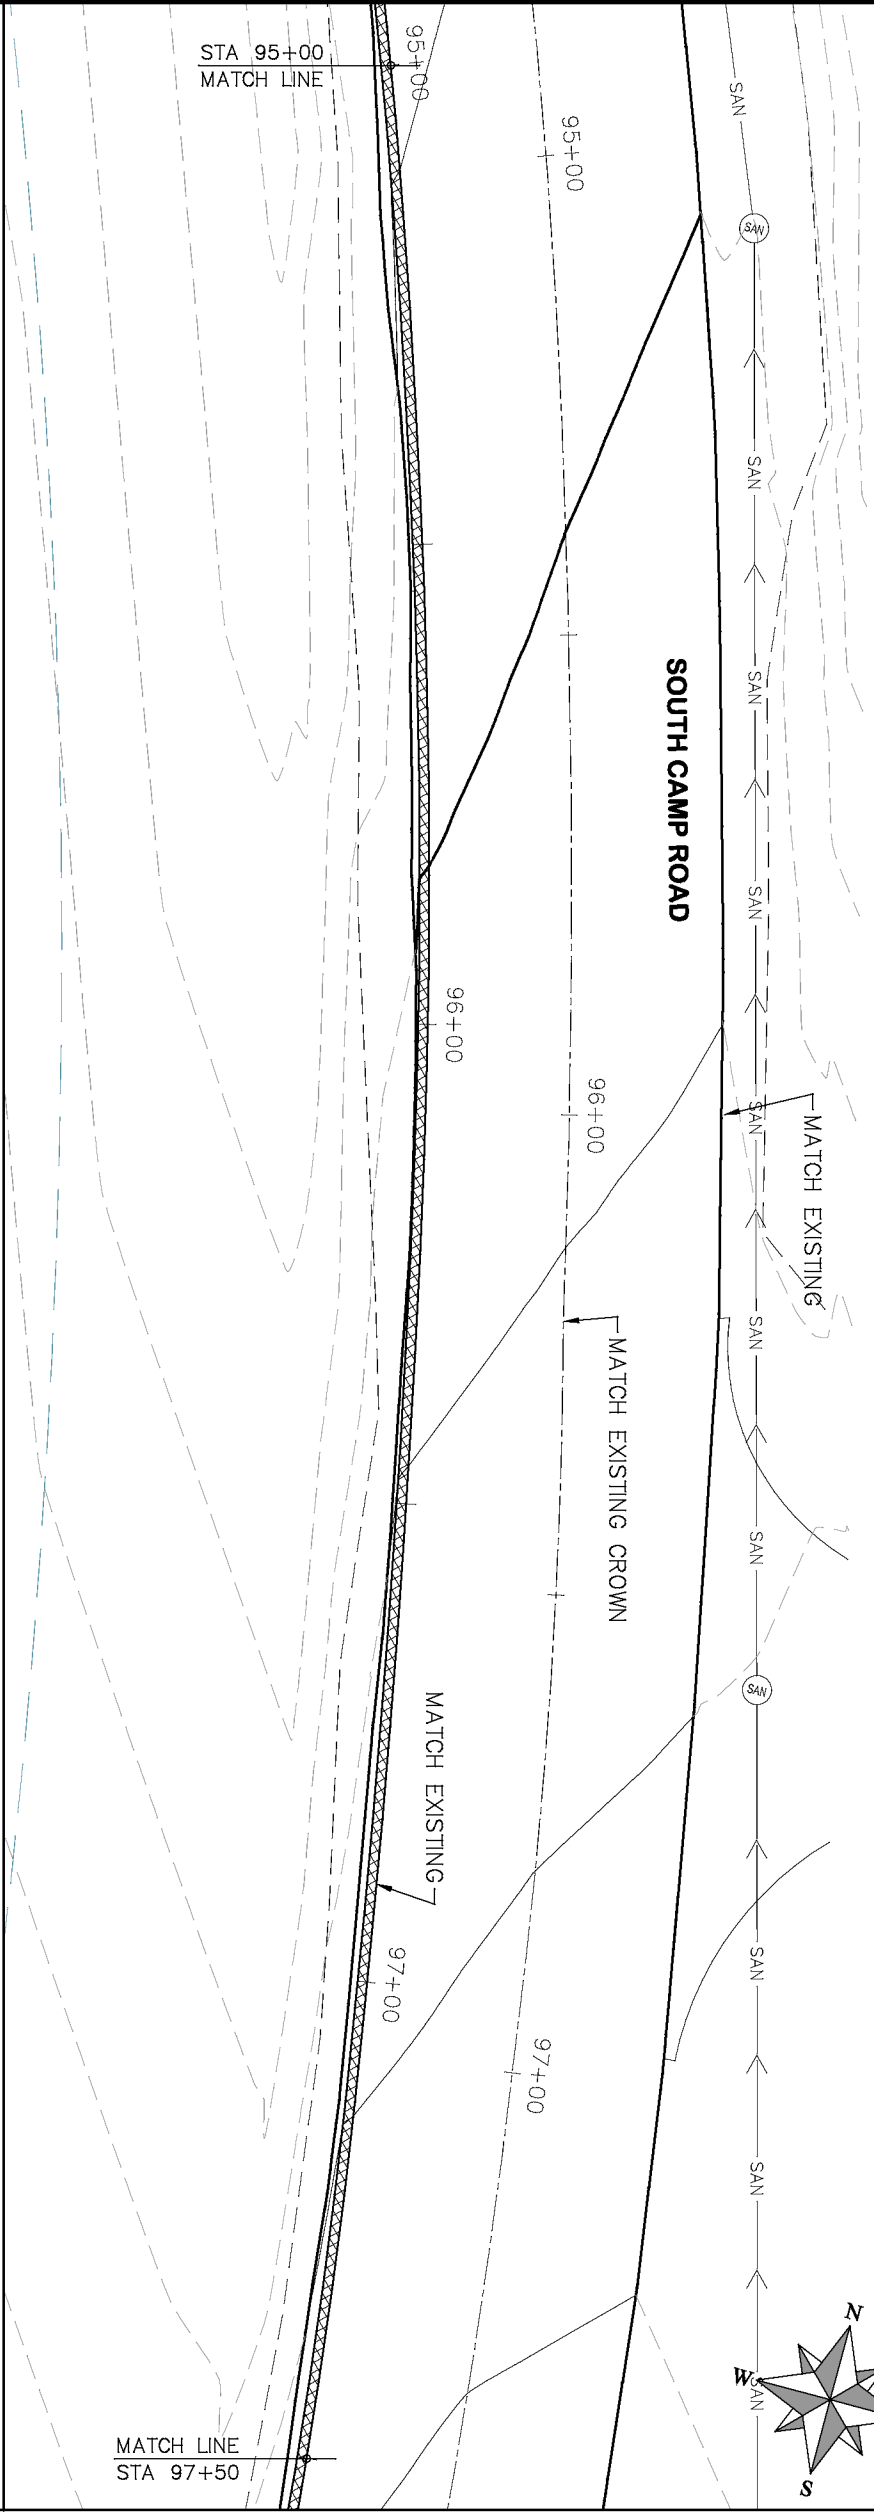 STA 95+00
MATCH LINE
95+00
95+00
SAN
SAN
SAN
SOUTH CAMP ROAD
SAN
SAN
96+00
96+00
SAN
MATCH EXISTING
SAN
MATCH EXISTING CROWN
SAN
SAN
MATCH EXISTING
SAN
97+00
97+00
SAN
N
W
SAN
S
MATCH LINE
STA 97+50